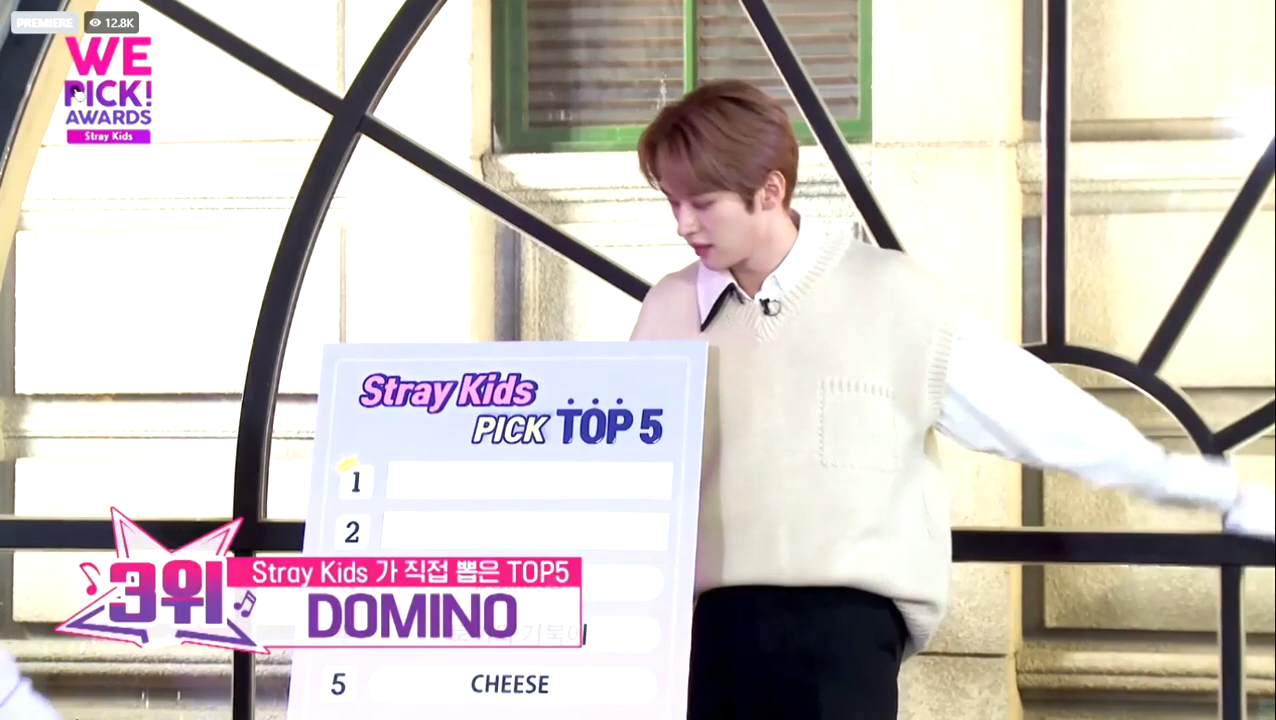 PREMIERE 12.8K
WE
PICK!
AWARDS
Stray Kids
Stray Kids
PICK TOP 5
1
2
3위
Stray Kids 가 직접 뽑은 TOP5
DOMINO
5 CHEESE